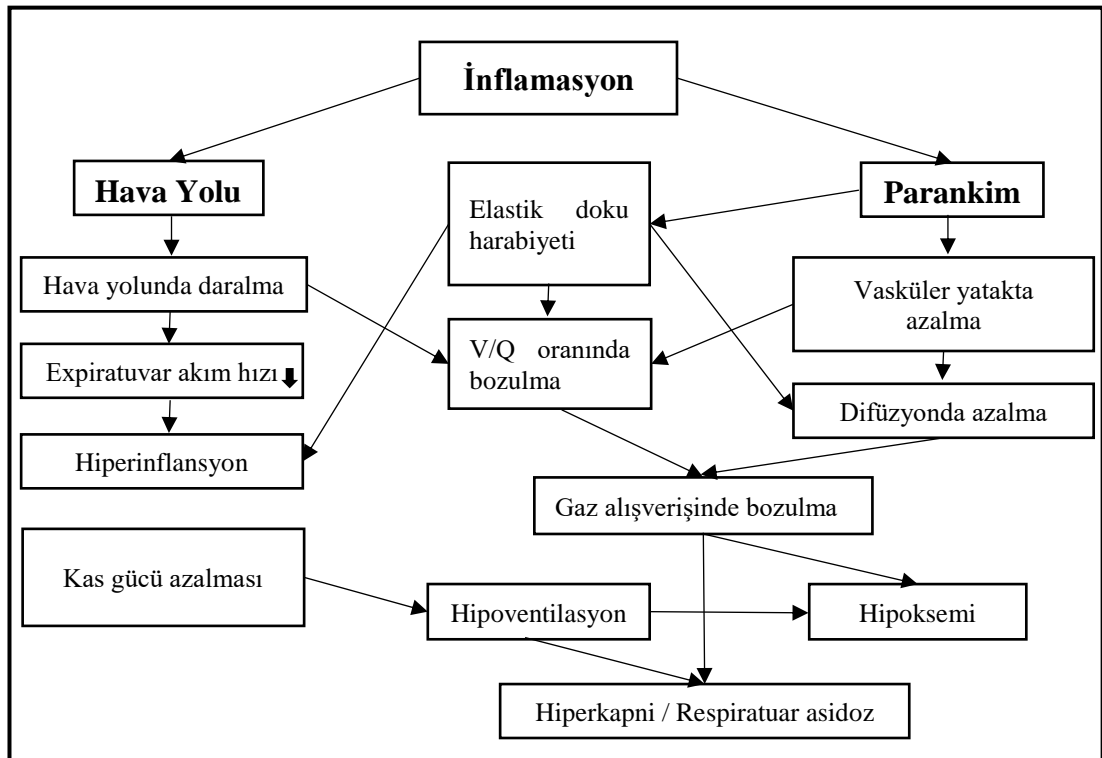 İnflamasyon
Hava Yolu
Elastik doku
harabiyeti
Parankim
Hava yolunda daralma
Vasküler yatakta
azalma
V/Q oranında
bozulma
Expiratuvar akım hızı
Difüzyonda azalma
Hiperinflansyon
Gaz alışverişinde bozulma
Kas gücü azalması
Hipoventilasyon
Hipoksemi
Hiperkapni / Respiratuar asidoz